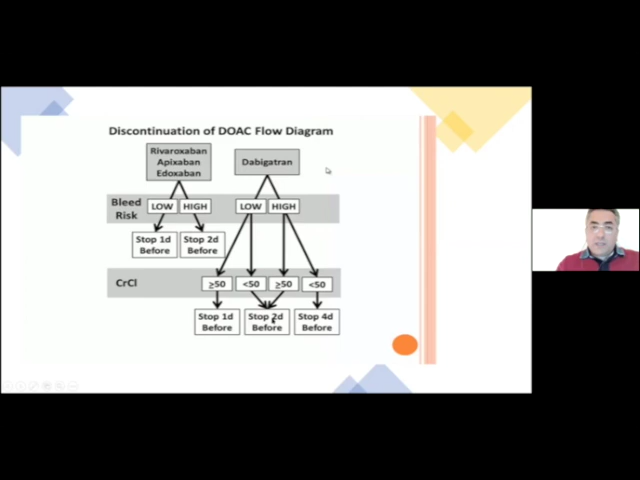 Discontinuation of DOAC Flow Diagram
Rivaroxaban
Apixaban
Edoxaban
Dabigatran
Bleed
Risk
LOW HIGH LOW HIGH
Stop 1d
Before
Stop 2d
Before
CrCl
≥50 <50 ≥50 <50
Stop 1d
Before
Stop 2d
Before
Stop 4d
Before